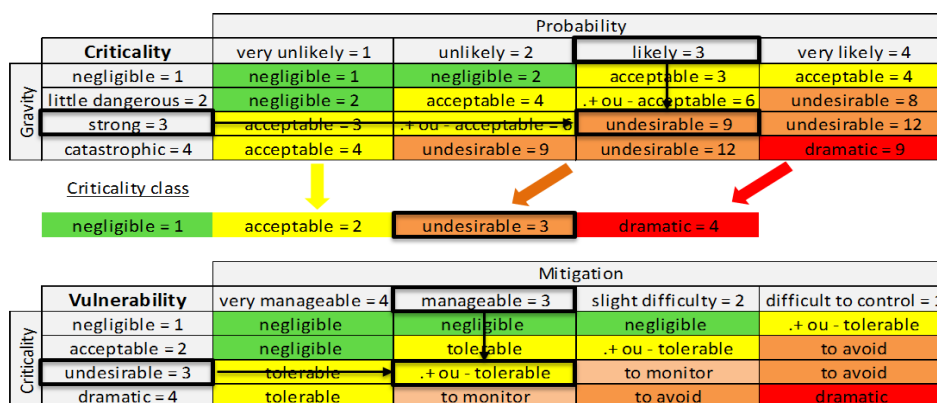 Probability
Criticality very unlikely = 1 unlikely = 2 likely = 3 very likely = 4
Gravity
negligible = 1 negligible = 1 negligible = 2 acceptable = 3 acceptable = 4
little dangerous = 2 negligible = 2 acceptable = 4 .+ ou - acceptable = 6 undesirable = 8
strong = 3 acceptable = 3 .+ ou - acceptable = 6 undesirable = 9 undesirable = 12
catastrophic = 4 acceptable = 4 undesirable = 9 undesirable = 12 dramatic = 9
Criticality class
negligible = 1 acceptable = 2 undesirable = 3 dramatic = 4
Mitigation
Vulnerability very manageable = 4 manageable = 3 slight difficulty = 2 difficult to control =
Criticality
negligible = 1 negligible negligible negligible .+ ou - tolerable
acceptable = 2 negligible tolerable .+ ou - tolerable to avoid
undesirable = 3 tolerable .+ ou - tolerable to monitor to avoid
dramatic = 4 tolerable to monitor to avoid dramatic